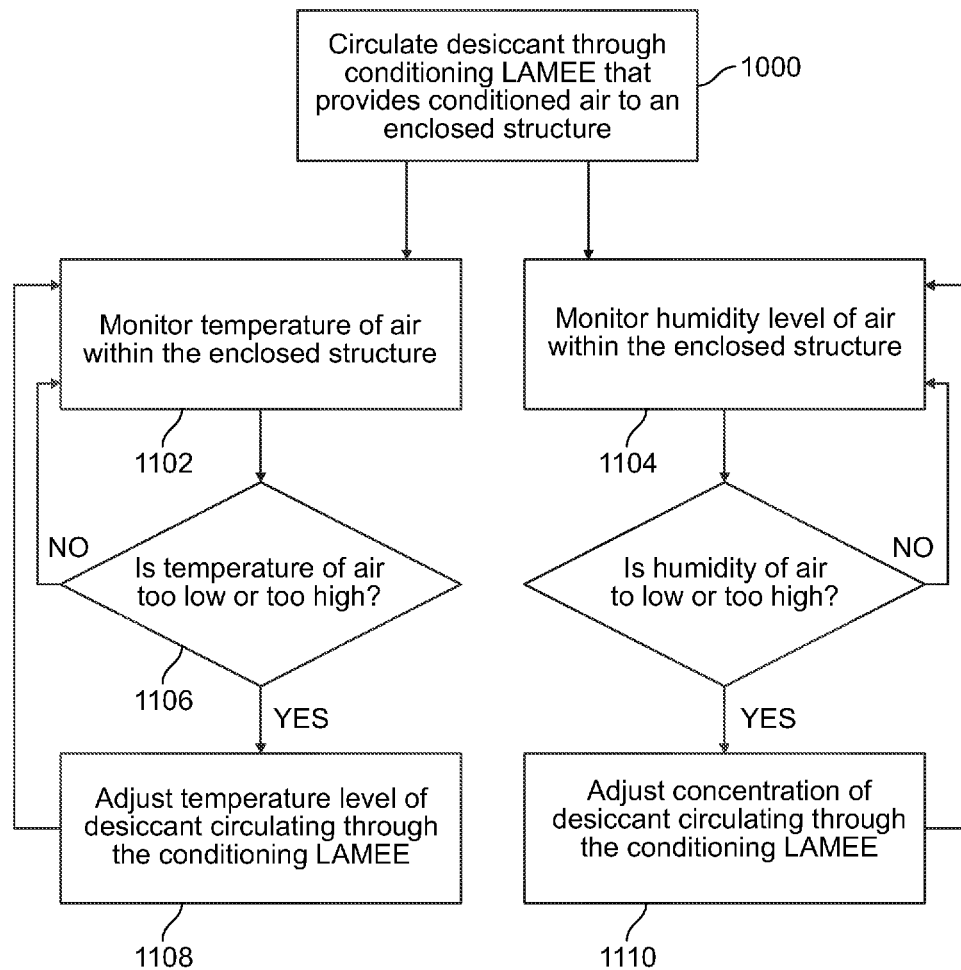 Circulate desiccant through
conditioning LAMEE that
provides conditioned air to an
enclosed structure
1000
Monitor temperature of air
within the enclosed structure
1102
Monitor humidity level of air
within the enclosed structure
1104
NO
Is temperature of air
too low or too high?
1106
YES
Is humidity of air
to low or too high?
NO
YES
Adjust temperature level of
desiccant circulating through
the conditioning LAMEE
1108
Adjust concentration of
desiccant circulating through
the conditioning LAMEE
1110